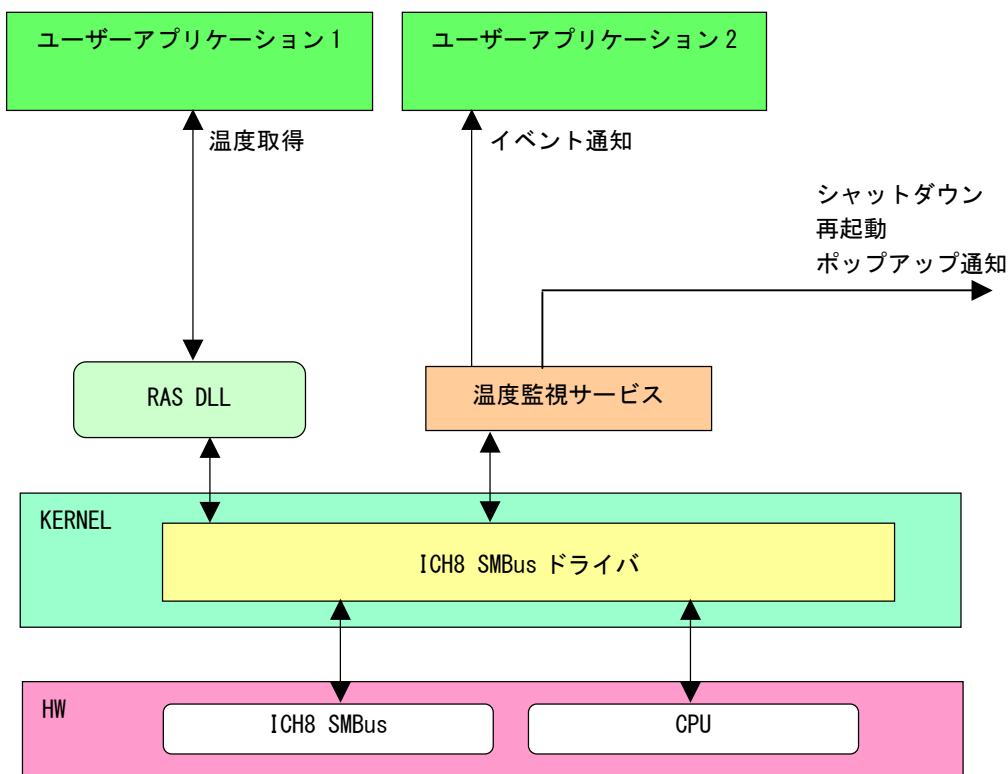 ユーザーアプリケーション1
ユーザーアプリケーション2
温度取得
イベント通知
シャットダウン
再起動
ポップアップ通知
RAS DLL
温度監視サービス
KERNEL
ICH8 SMBus ドライバ
HW
ICH8 SMBus
CPU